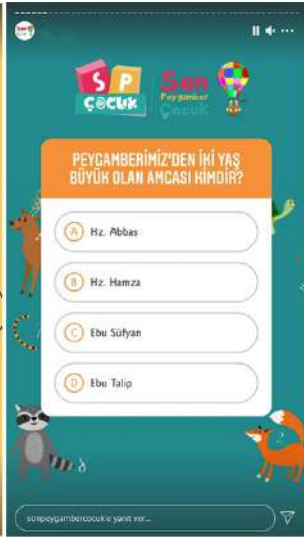 S P
ÇOCUK
Son
Peygamber
Çocuk
PEYGAMBERİMİZ'DEN İKİ YAŞ
BÜYÜK OLAN AMCASI KİMDİR?
A Hz. Abbas
B Hz. Hamza
C Ebu Süfyan
D Ebu Talip
sonpeygambercocuk'e yanıt ver...